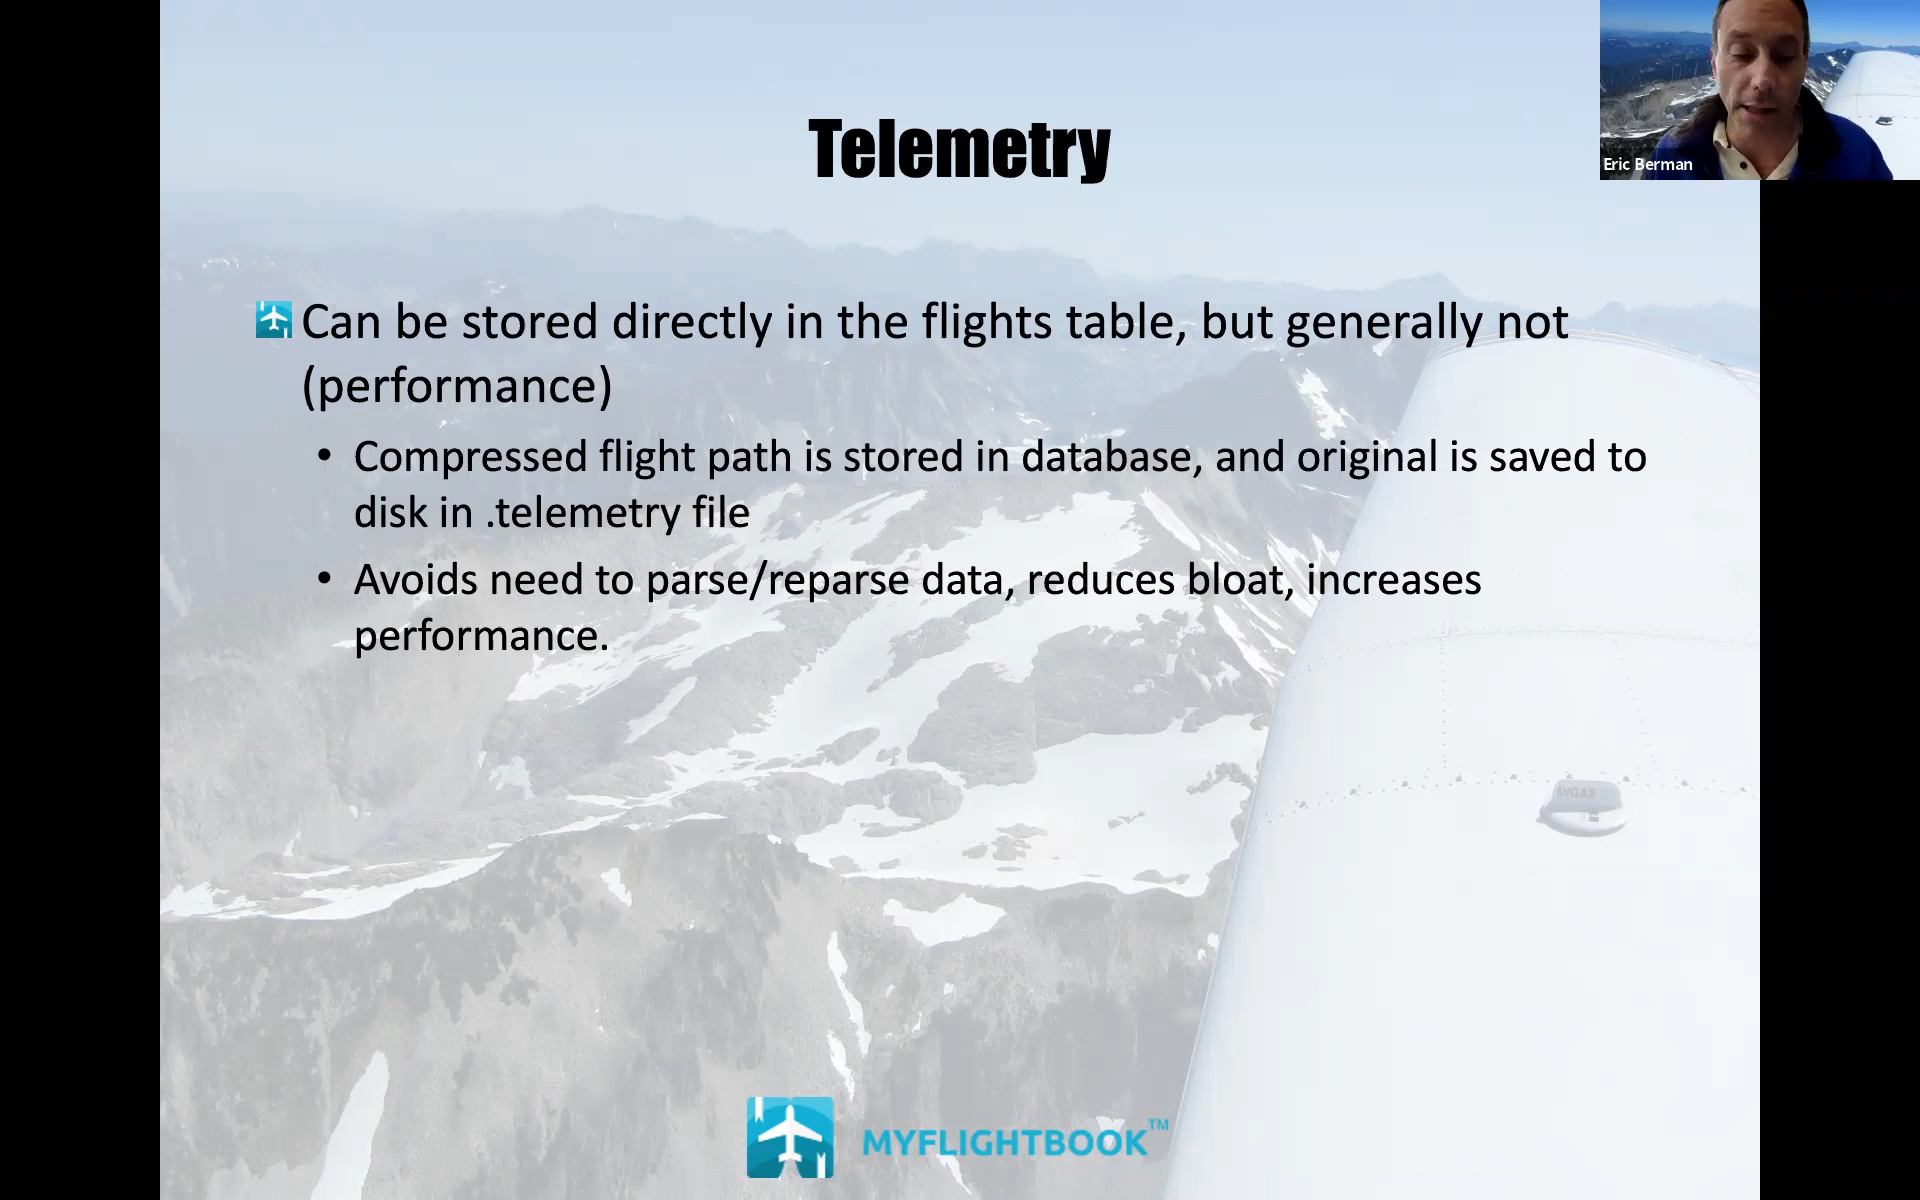 Telemetry
Eric Berman
Can be stored directly in the flights table, but generally not
(performance)
• Compressed flight path is stored in database, and original is saved to
disk in .telemetry file
• Avoids need to parse/reparse data, reduces bloat, increases
performance.
AVGAS
MYFLIGHTBOOK™